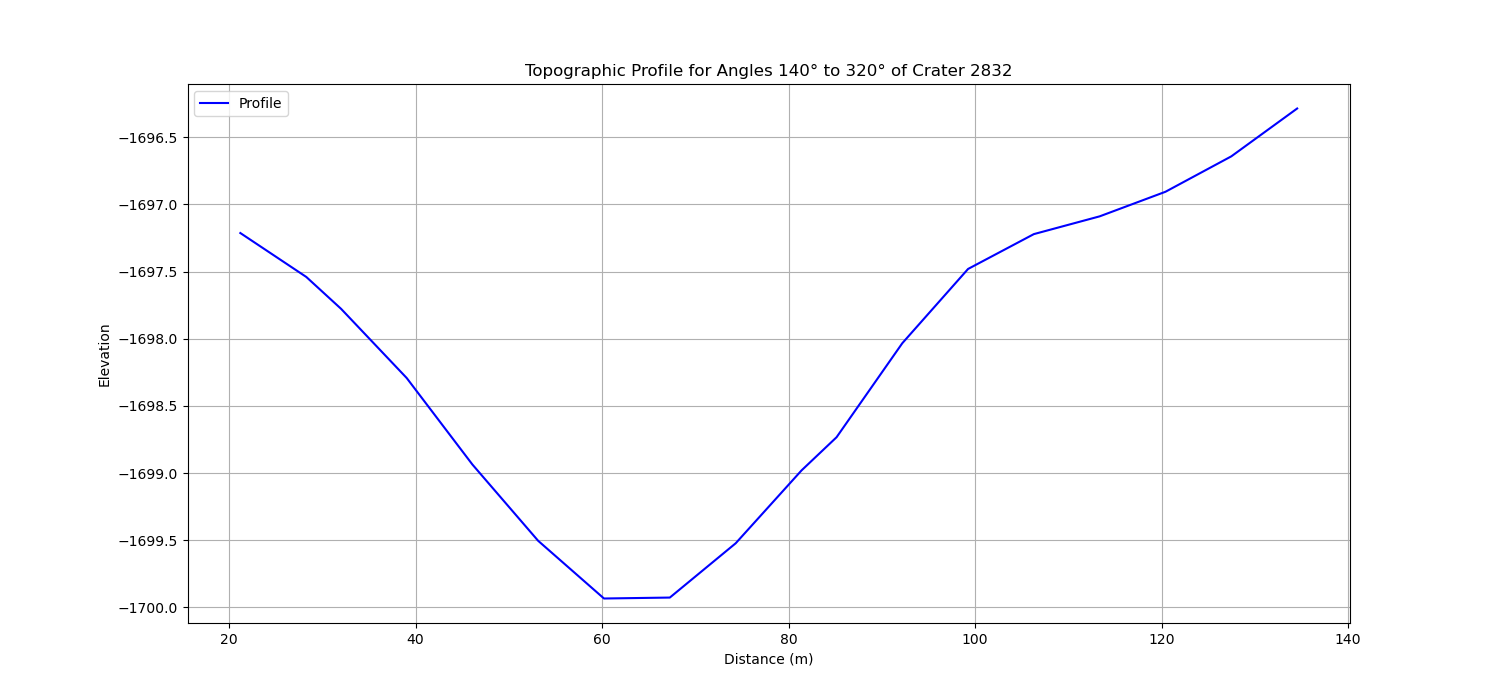 Topographic Profile for Angles 140° to 320° of Crater 2832
Profile
−1696.5
−1697.0
−1697.5
−1698.0
−1698.5
−1699.0
−1699.5
−1700.0
Elevation
20 40 60 80 100 120 140
Distance (m)